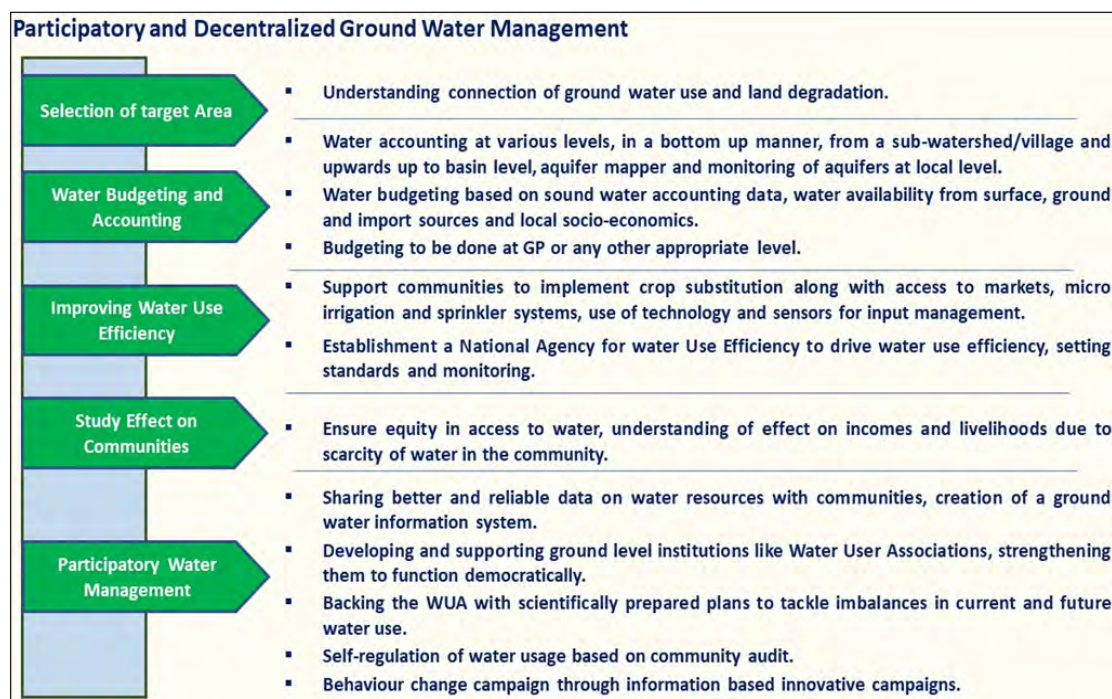 Participatory and Decentralized Ground Water Management
Selection of target Area
▪ Understanding connection of ground water use and land degradation.
Water Budgeting and
Accounting
▪ Water accounting at various levels, in a bottom up manner, from a sub-watershed/village and
upwards up to basin level, aquifer mapper and monitoring of aquifers at local level.
▪ Water budgeting based on sound water accounting data, water availability from surface, ground
and import sources and local socio-economics.
▪ Budgeting to be done at GP or any other appropriate level.
Improving Water Use
Efficiency
▪ Support communities to implement crop substitution along with access to markets, micro
irrigation and sprinkler systems, use of technology and sensors for input management.
▪ Establishment a National Agency for water Use Efficiency to drive water use efficiency, setting
standards and monitoring.
Study Effect on
Communities
▪ Ensure equity in access to water, understanding of effect on incomes and livelihoods due to
scarcity of water in the community.
Participatory Water
Management
▪ Sharing better and reliable data on water resources with communities, creation of a ground
water information system.
▪ Developing and supporting ground level institutions like Water User Associations, strengthening
them to function democratically.
▪ Backing the WUA with scientifically prepared plans to tackle imbalances in current and future
water use.
▪ Self-regulation of water usage based on community audit.
▪ Behaviour change campaign through information based innovative campaigns.